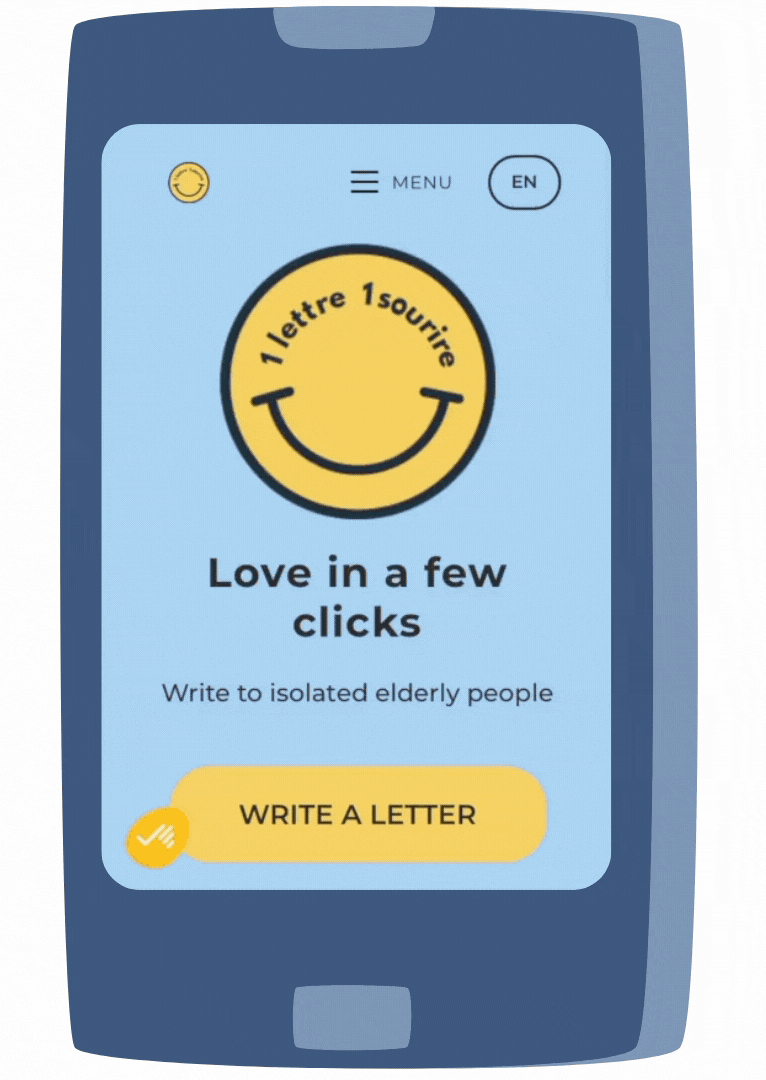 MENU
EN
1 lettre 1 sourire
Love in a few
clicks
Write to isolated elderly people
WRITE A LETTER